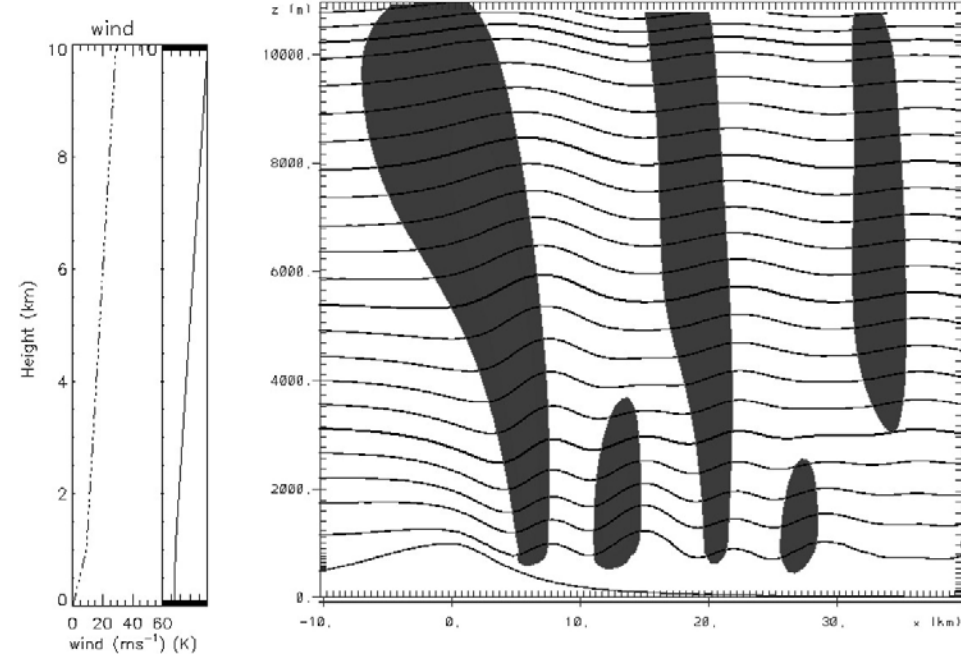 wind
10
10
8
6
4
2
0
Height (km)
0 20 40 60
wind (ms⁻¹) (K)
z (m)
10000.
8000.
6000.
4000.
2000.
0.
-10. 0. 10. 20. 30. x (km)